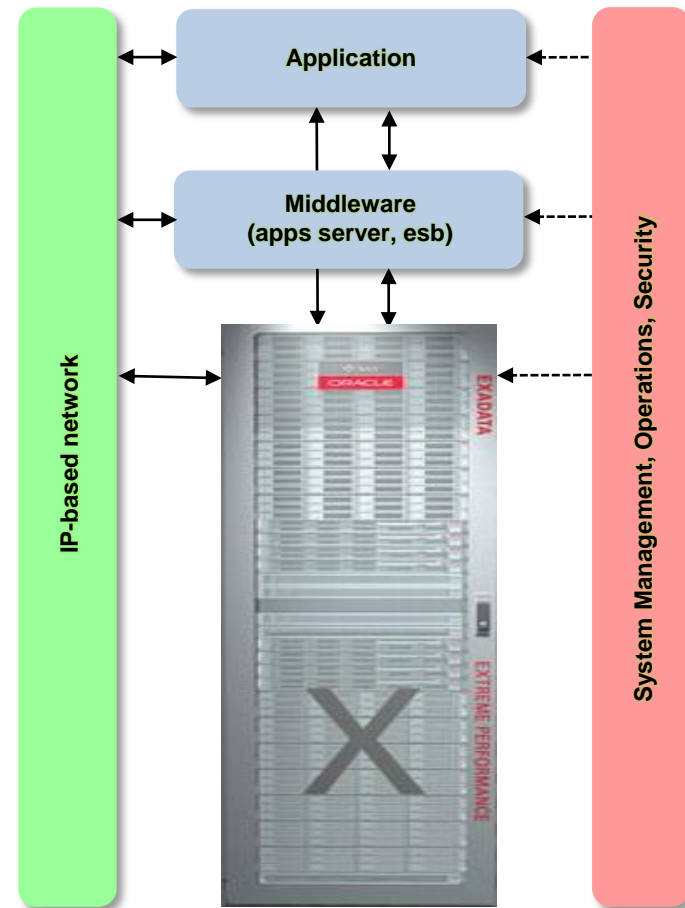 Application
Middleware
(apps server, esb)
IP-based network
System Management, Operations, Security
ORACLE
EXADATA
EXTREME PERFORMANCE
X